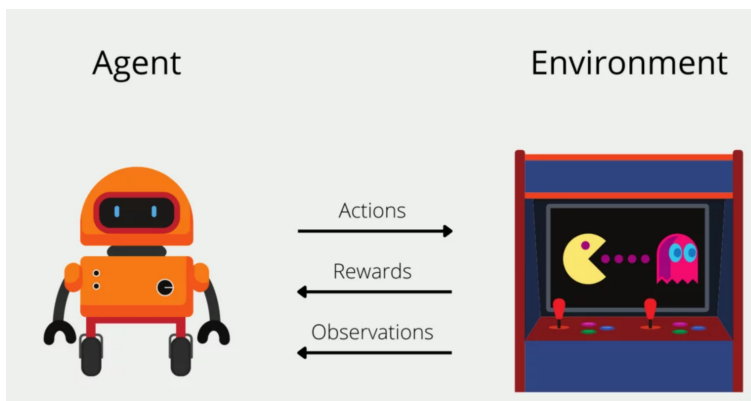 Agent
Environment
Actions
Rewards
Observations